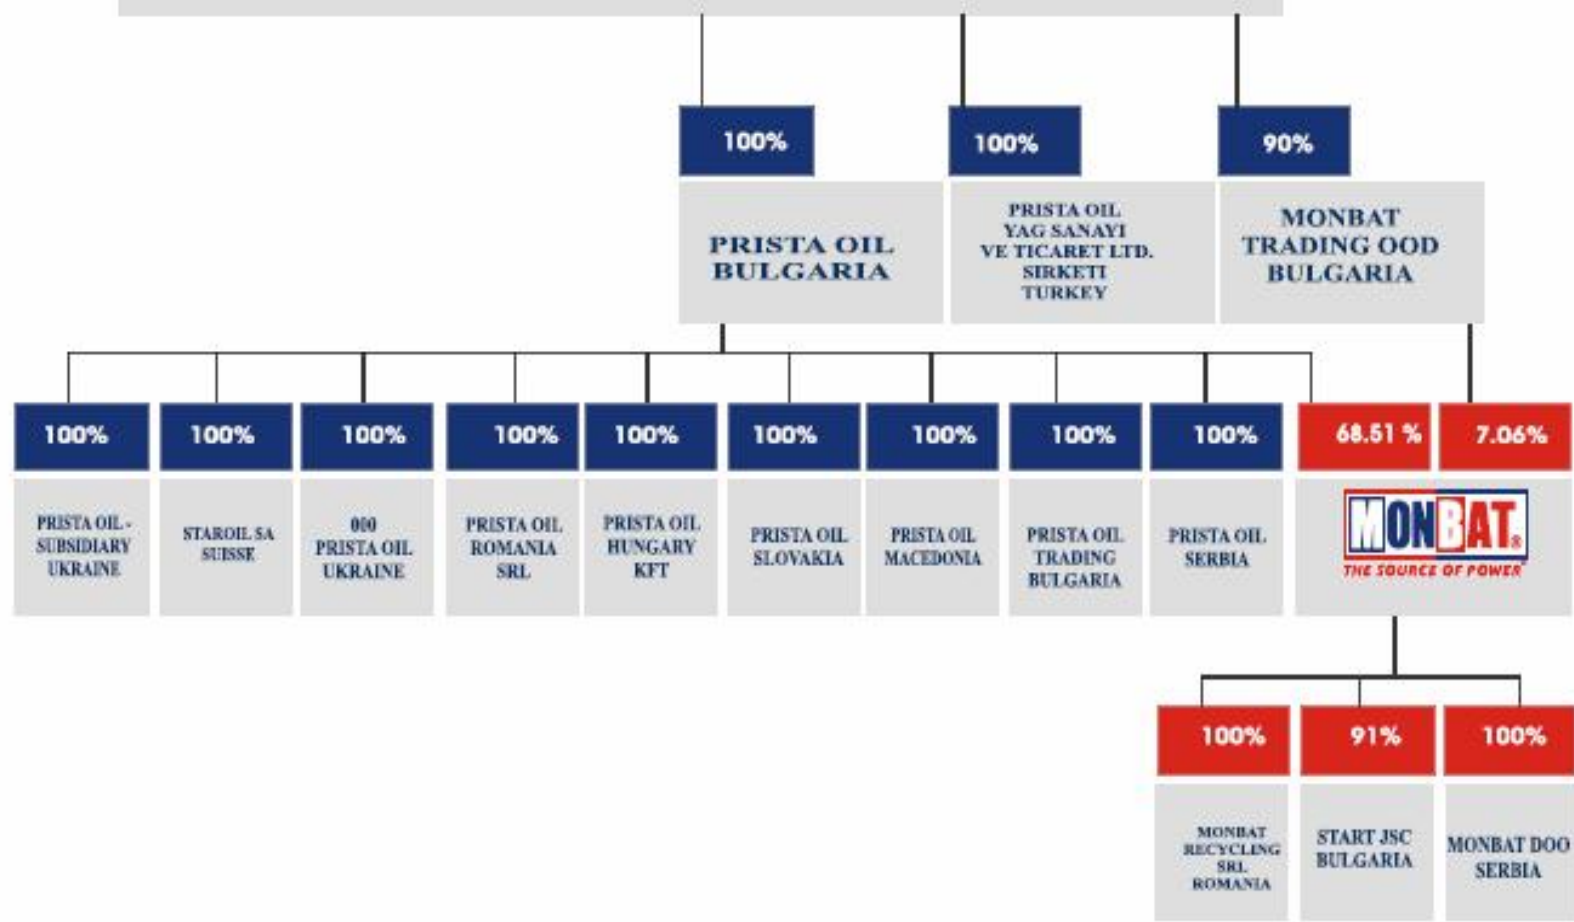 100%
100%
90%
PRISTA OIL
BULGARIA
PRISTA OIL
YAG SANAYI
VE TICARET LTD.
SIRKETI
TURKEY
MONBAT
TRADING OOD
BULGARIA
100%
100%
100%
100%
100%
100%
100%
100%
100%
68.51 %
7.06%
PRISTA OIL -
SUBSIDIARY
UKRAINE
STAROIL SA
SUISSE
000
PRISTA OIL
UKRAINE
PRISTA OIL
ROMANIA
SRL
PRISTA OIL
HUNGARY
KFT
PRISTA OIL
SLOVAKIA
PRISTA OIL
MACEDONIA
PRISTA OIL
TRADING
BULGARIA
PRISTA OIL
SERBIA
MONBAT®
THE SOURCE OF POWER
100%
91%
100%
MONBAT
RECYCLING
SRL
ROMANIA
START JSC
BULGARIA
MONBAT DOO
SERBIA